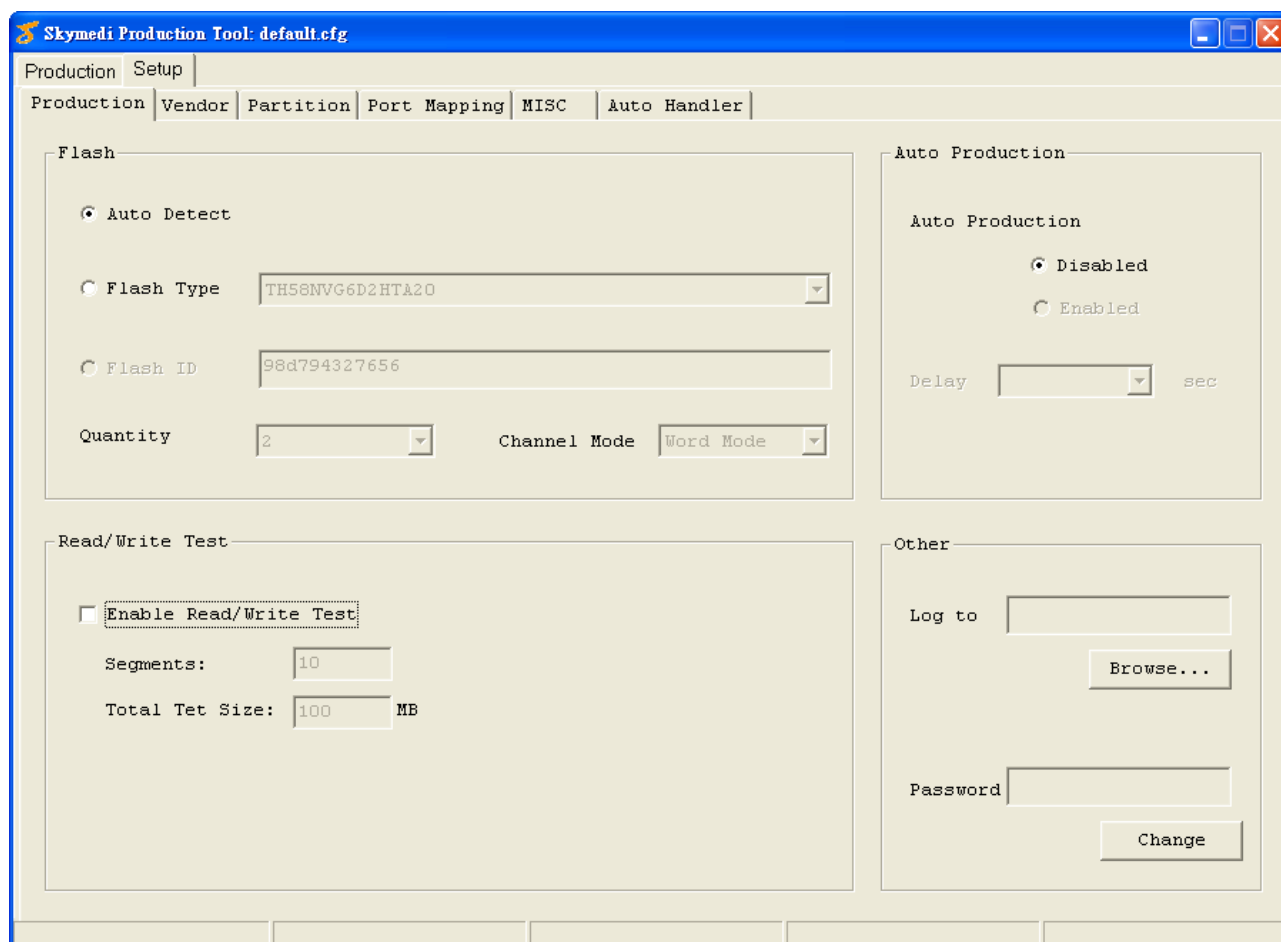 Skymedi Production Tool: default.cfg
Production Setup
Production Vendor Partition Port Mapping MISC Auto Handler
Flash
Auto Detect
Flash Type TH58NVG6D2HTA20
Flash ID 98d794327656
Quantity 2 Channel Mode Word Mode
Auto Production
Auto Production
Disabled
Enabled
Delay sec
Read/Write Test
Enable Read/Write Test
Segments: 10
Total Tet Size: 100 MB
Other
Log to
Browse...
Password
Change